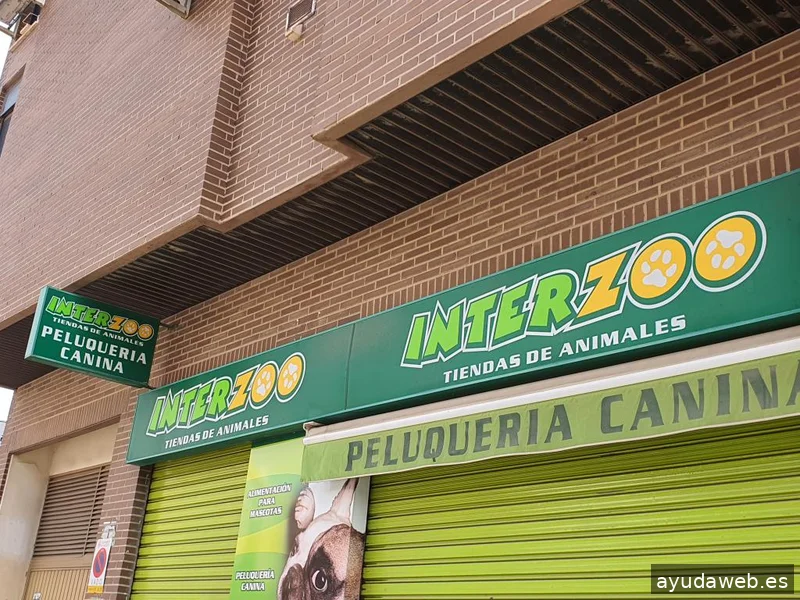 INTERZOO
TIENDAS DE ANIMALES
PELUQUERIA
CANINA
INTERZOO
TIENDAS DE ANIMALES
INTERZOO
TIENDAS DE ANIMALES
PELUQUERIA CANINA
ALIMENTACIÓN
PARA
MASCOTAS
PELUQUERÍA
CANINA
ayudaweb.es